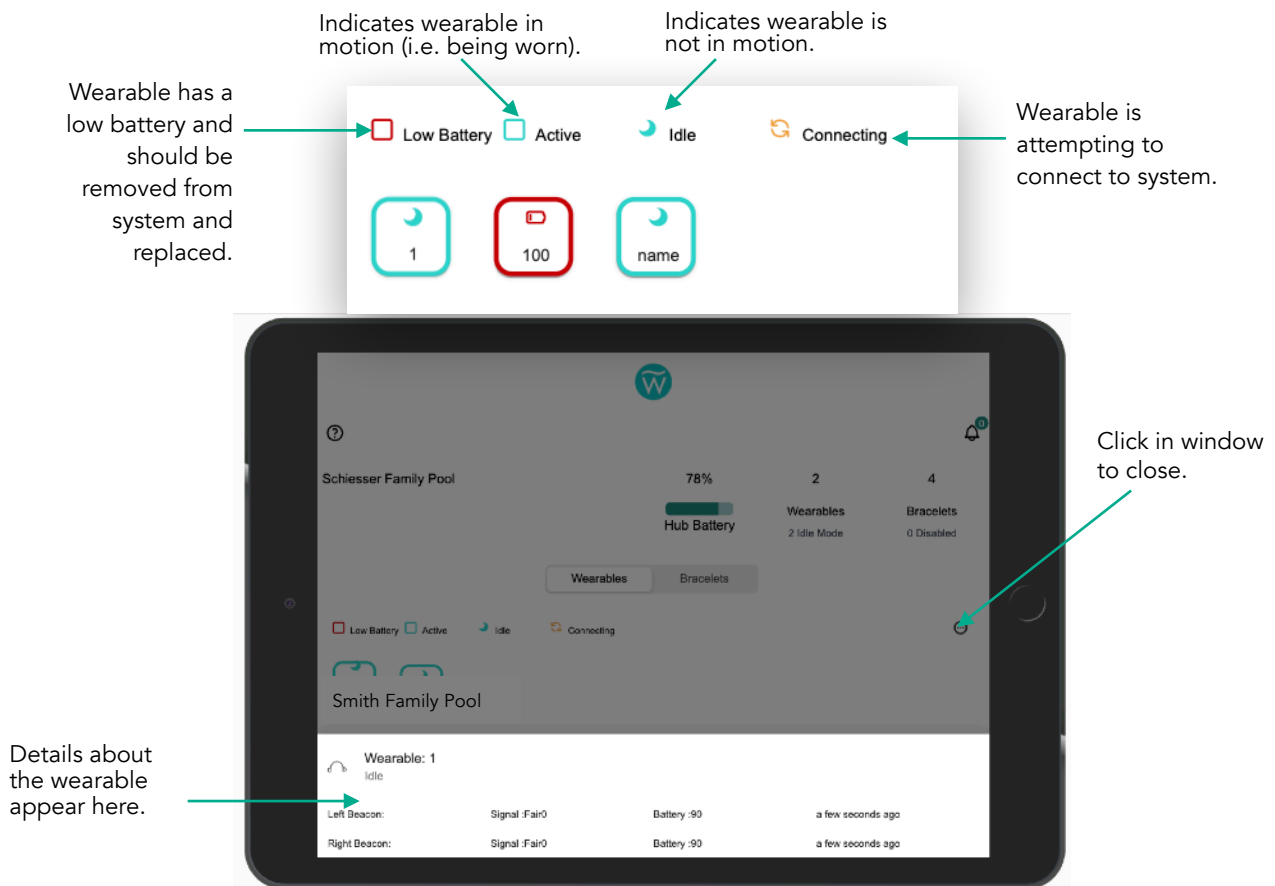 Indicates wearable in
motion (i.e. being worn).
Indicates wearable is
not in motion.
Wearable has a
low battery and
should be
removed from
system and
replaced.
Low Battery Active Idle Connecting
Wearable is
attempting to
connect to system.
1 100 name
W
?
0
Schiesser Family Pool 78% 2 4
Hub Battery
Wearables Bracelets
2 Idle Mode 0 Disabled
Click in window
to close.
Wearables Bracelets
Low Battery Active Idle Connecting
Smith Family Pool
Details about
the wearable
appear here.
Wearable: 1
Idle
Left Beacon: Signal :Fair0 Battery :90 a few seconds ago
Right Beacon: Signal :Fair0 Battery :90 a few seconds ago